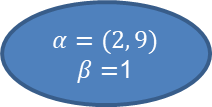 α = (2, 9)
β =1